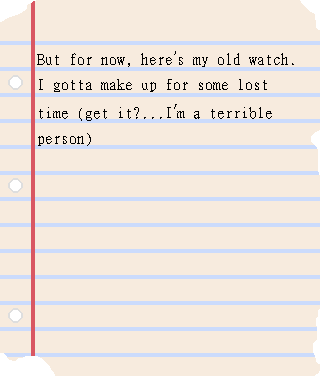 But for now, here's my old watch.
I gotta make up for some lost
time (get it?...I'm a terrible
person)